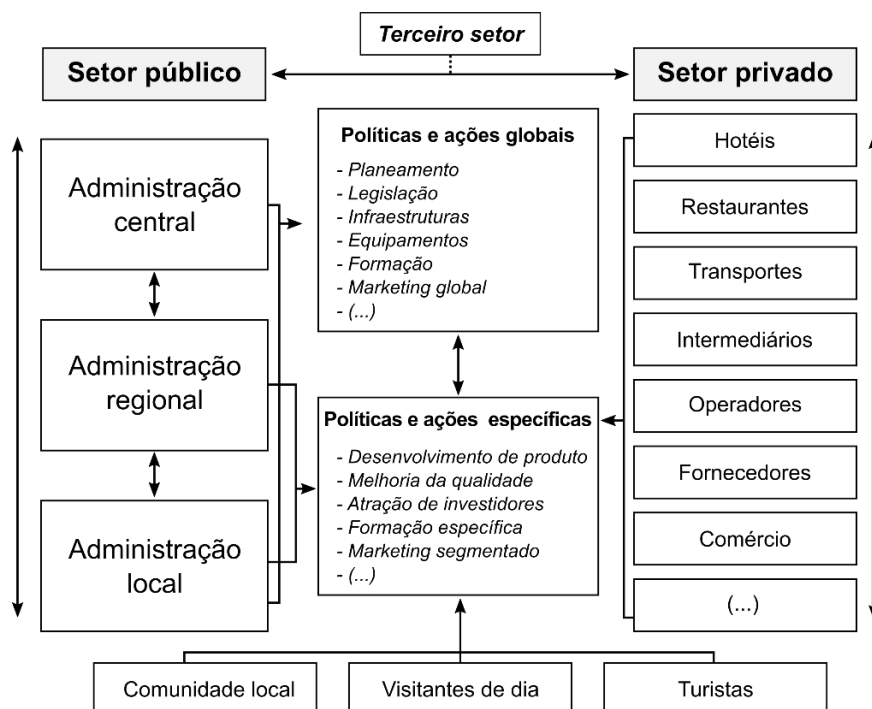 Terceiro setor
Setor público
Setor privado
Administração
central
Administração
regional
Administração
local
Políticas e ações globais
- Planeamento
- Legislação
- Infraestruturas
- Equipamentos
- Formação
- Marketing global
- (...)
Políticas e ações específicas
- Desenvolvimento de produto
- Melhoria da qualidade
- Atração de investidores
- Formação específica
- Marketing segmentado
- (...)
Hotéis
Restaurantes
Transportes
Intermediários
Operadores
Fornecedores
Comércio
(...)
Comunidade local
Visitantes de dia
Turistas